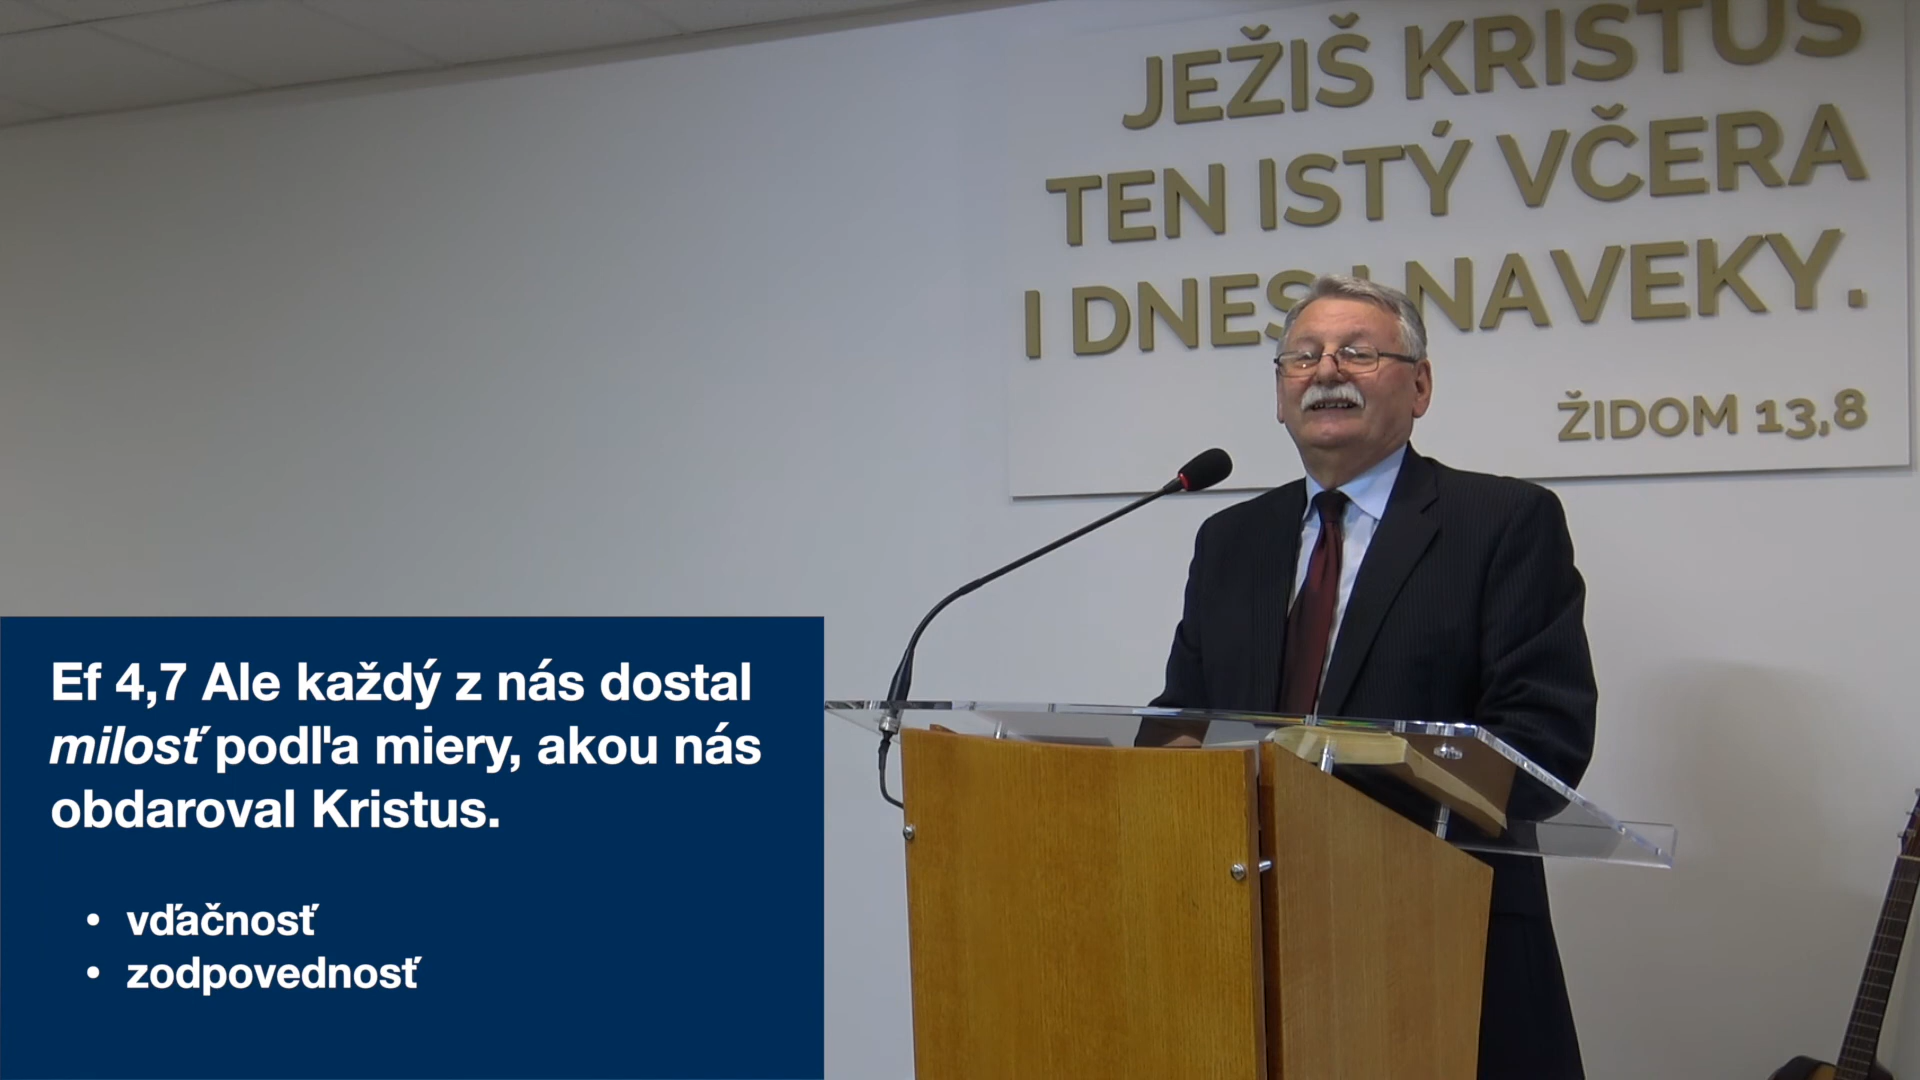 JEŽIŠ KRISTUS
TEN ISTÝ VČERA
I DNES I NAVEKY.
ŽIDOM 13,8
Ef 4,7 Ale každý z nás dostal
milosť podľa miery, akou nás
obdaroval Kristus.
• vďačnosť
• zodpovednosť